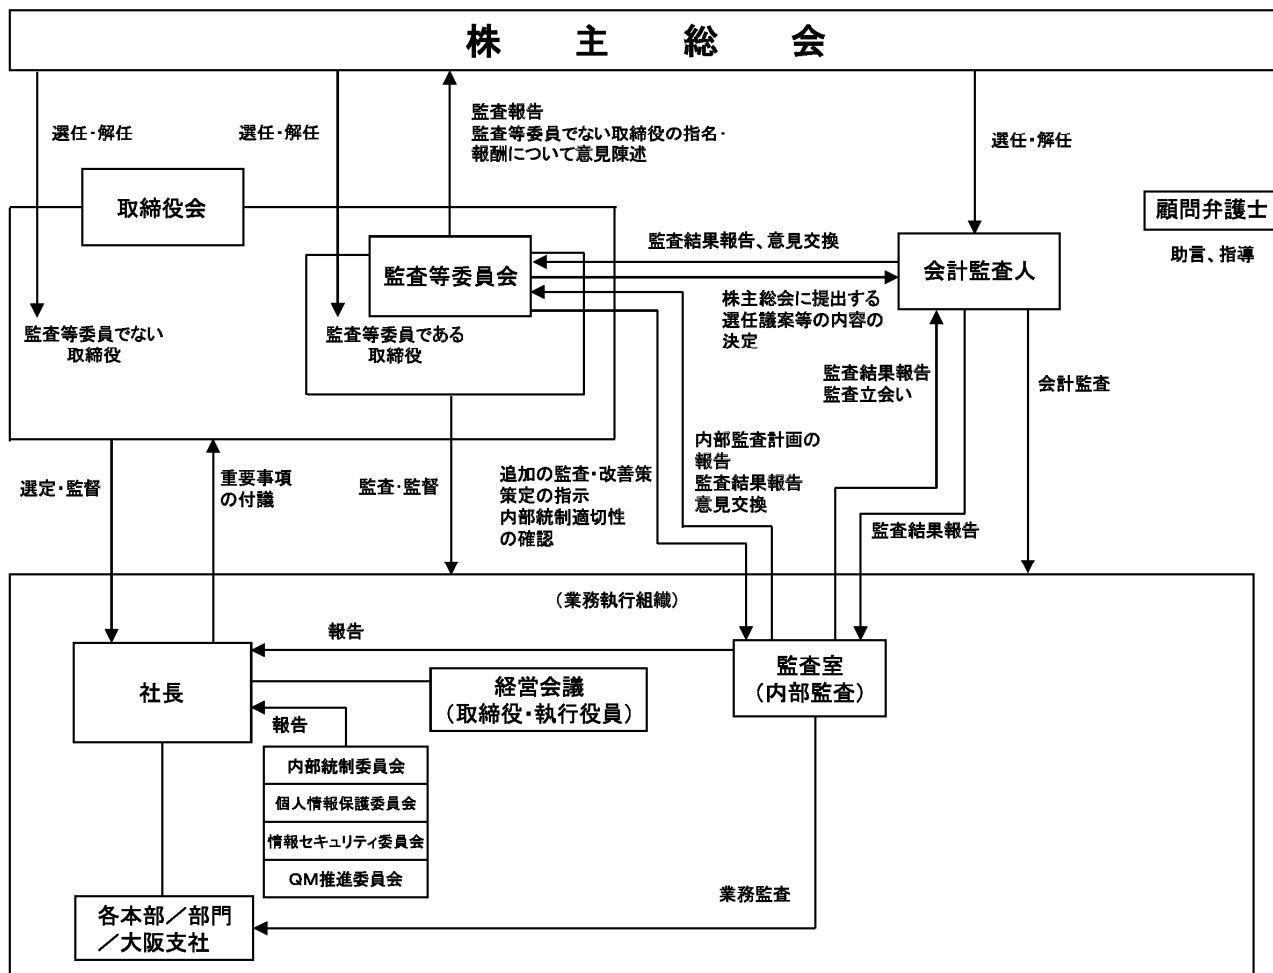 株主総会
選任・解任
選任・解任
監査報告
監査等委員でない取締役の指名・
報酬について意見陳述
選任・解任
取締役会
顧問弁護士
助言、指導
監査等委員会
監査結果報告、意見交換
会計監査人
株主総会に提出する
選任議案等の内容の
決定
監査等委員でない
取締役
監査等委員である
取締役
監査結果報告
監査立会い
会計監査
選定・監督
重要事項
の付議
監査・監督
追加の監査・改善策
策定の指示
内部統制適切性
の確認
内部監査計画の
報告
監査結果報告
意見交換
監査結果報告
（業務執行組織）
報告
社長
経営会議
（取締役・執行役員）
監査室
（内部監査）
報告
内部統制委員会
個人情報保護委員会
情報セキュリティ委員会
QM推進委員会
業務監査
各本部／部門
／大阪支社